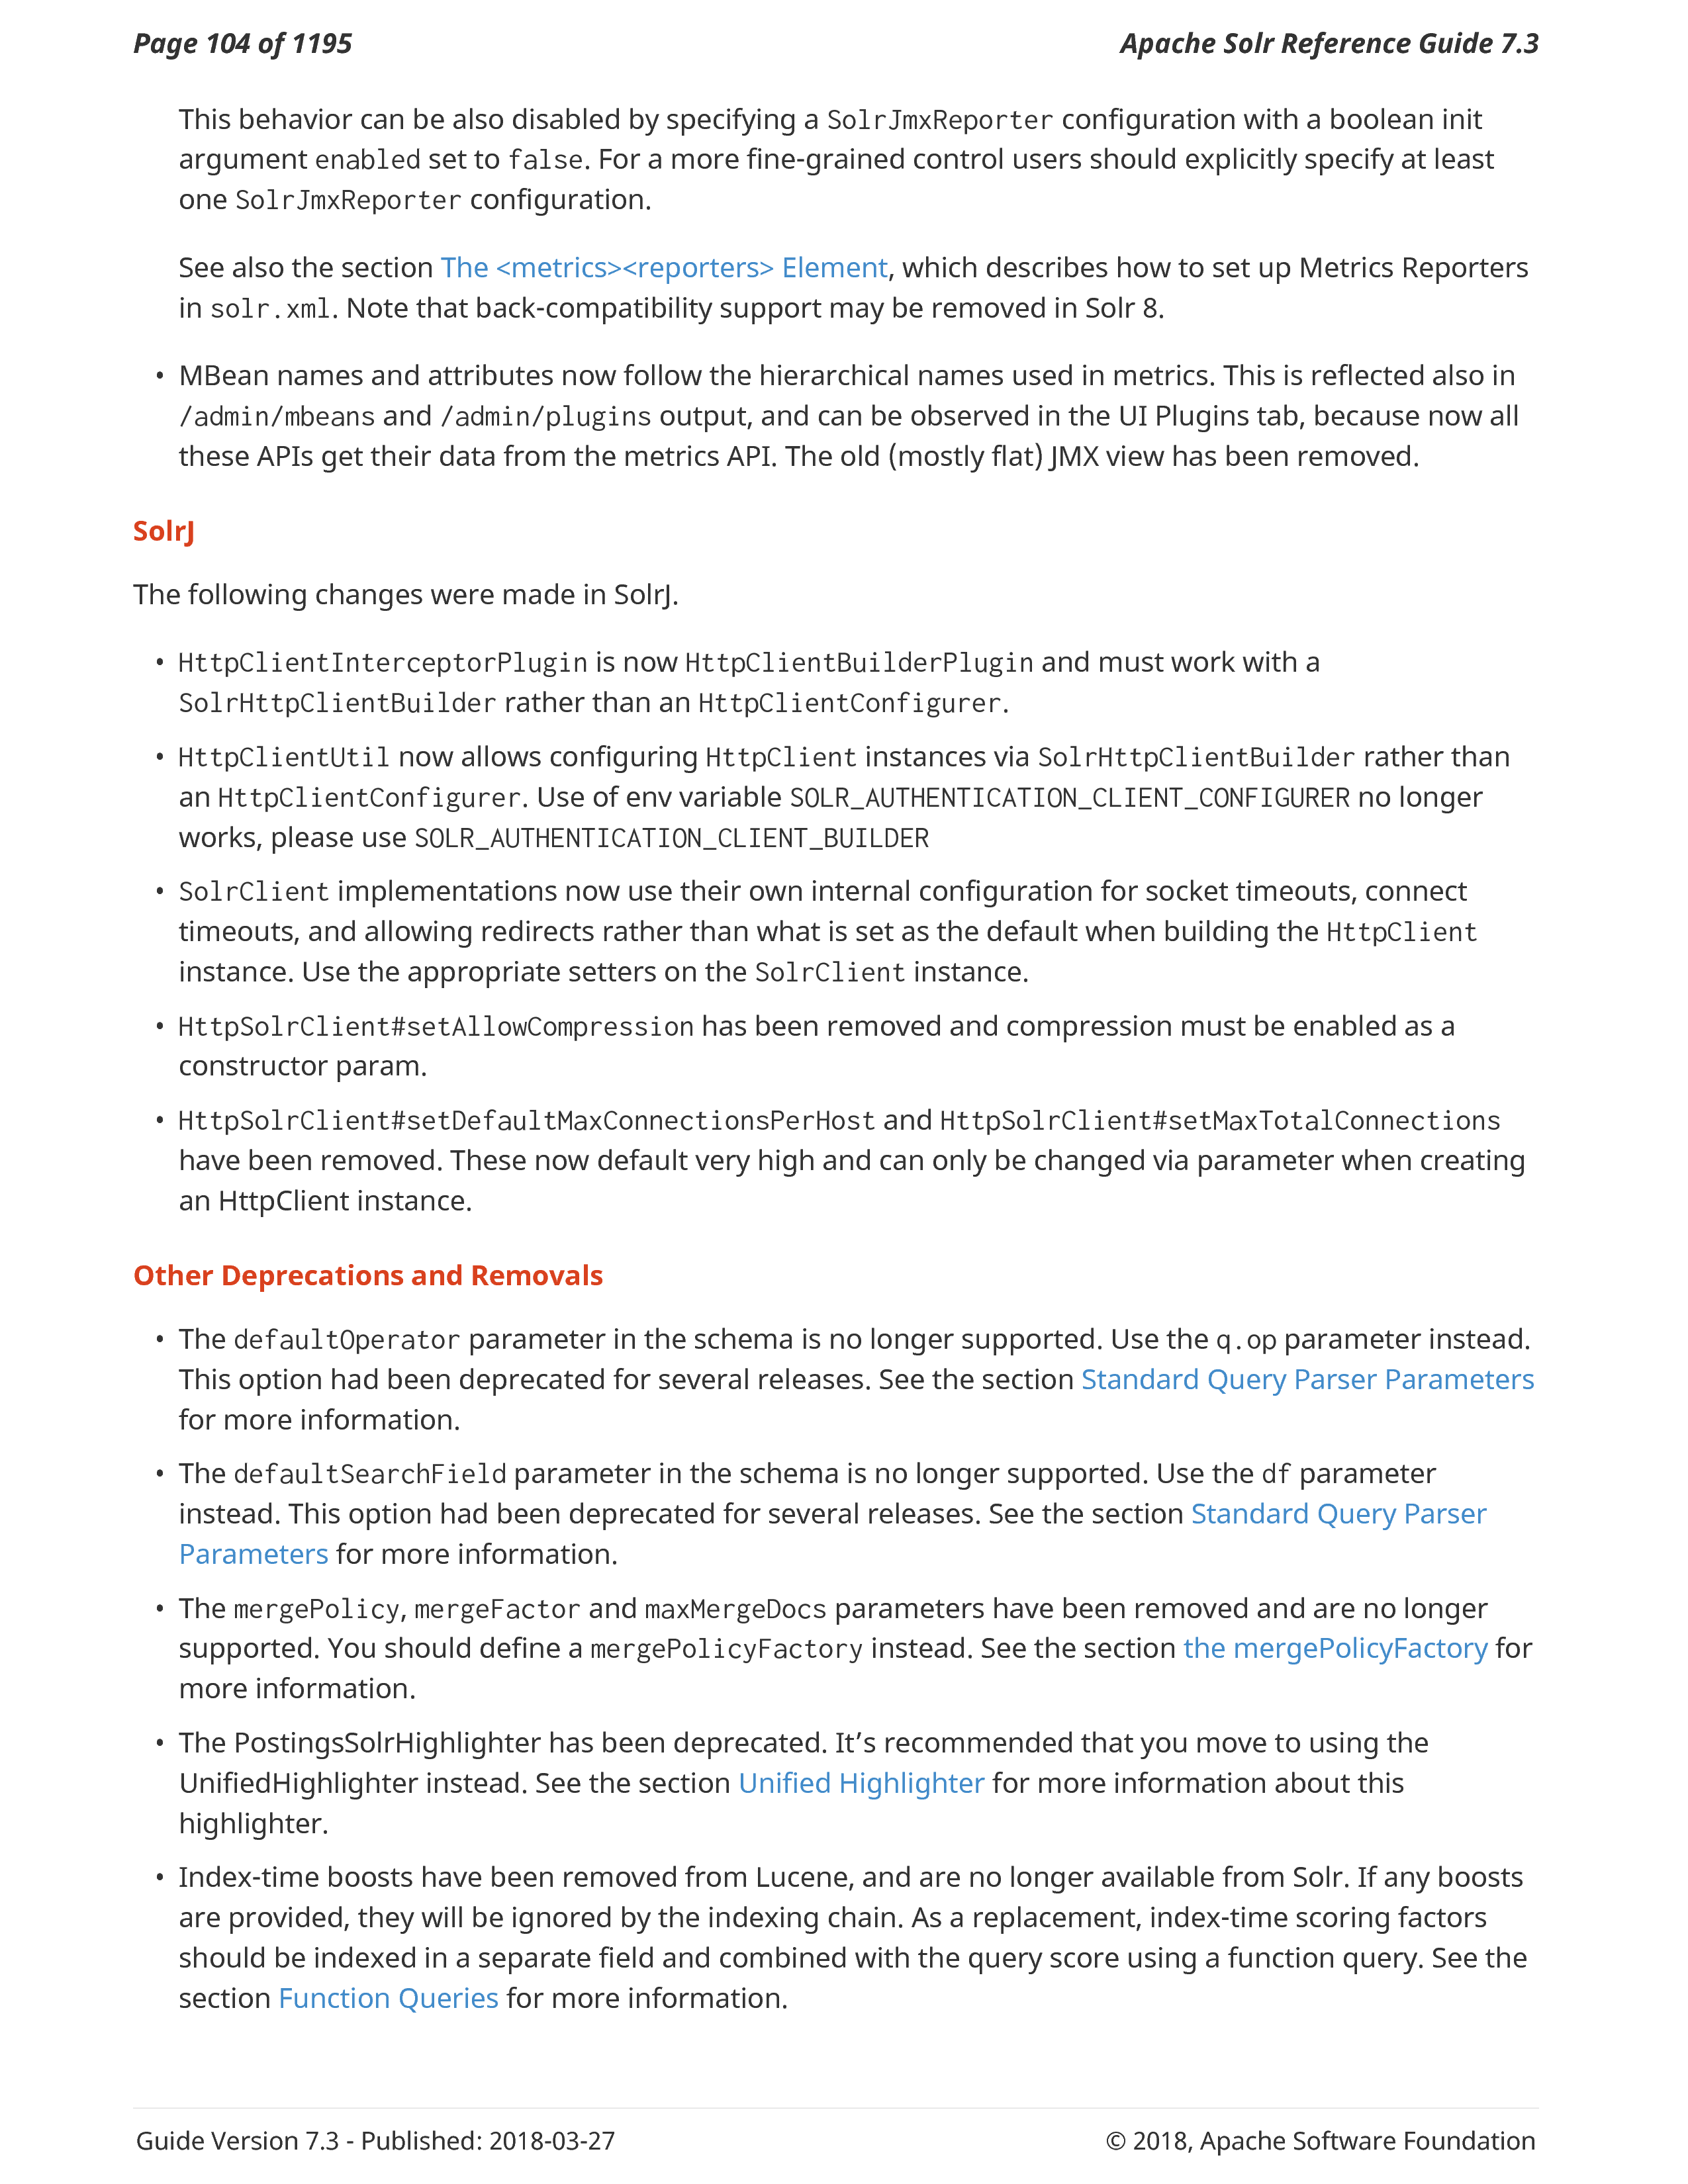 Page 104 of 1195
Apache Solr Reference Guide 7.3
This behavior can be also disabled by specifying a SolrJmxReporter configuration with a boolean init
argument enabled set to false. For a more fine-grained control users should explicitly specify at least
one SolrJmxReporter configuration.
See also the section The <metrics><reporters> Element, which describes how to set up Metrics Reporters
in solr.xml. Note that back-compatibility support may be removed in Solr 8.
• MBean names and attributes now follow the hierarchical names used in metrics. This is reflected also in
/admin/mbeans and /admin/plugins output, and can be observed in the UI Plugins tab, because now all
these APIs get their data from the metrics API. The old (mostly flat) JMX view has been removed.
SolrJ
The following changes were made in SolrJ.
• HttpClientInterceptorPlugin is now HttpClientBuilderPlugin and must work with a
SolrHttpClientBuilder rather than an HttpClientConfigurer.
• HttpClientUtil now allows configuring HttpClient instances via SolrHttpClientBuilder rather than
an HttpClientConfigurer. Use of env variable SOLR_AUTHENTICATION_CLIENT_CONFIGURER no longer
works, please use SOLR_AUTHENTICATION_CLIENT_BUILDER
• SolrClient implementations now use their own internal configuration for socket timeouts, connect
timeouts, and allowing redirects rather than what is set as the default when building the HttpClient
instance. Use the appropriate setters on the SolrClient instance.
• HttpSolrClient#setAllowCompression has been removed and compression must be enabled as a
constructor param.
• HttpSolrClient#setDefaultMaxConnectionsPerHost and HttpSolrClient#setMaxTotalConnections
have been removed. These now default very high and can only be changed via parameter when creating
an HttpClient instance.
Other Deprecations and Removals
• The defaultOperator parameter in the schema is no longer supported. Use the q.op parameter instead.
This option had been deprecated for several releases. See the section Standard Query Parser Parameters
for more information.
• The defaultSearchField parameter in the schema is no longer supported. Use the df parameter
instead. This option had been deprecated for several releases. See the section Standard Query Parser
Parameters for more information.
• The mergePolicy, mergeFactor and maxMergeDocs parameters have been removed and are no longer
supported. You should define a mergePolicyFactory instead. See the section the mergePolicyFactory for
more information.
• The PostingsSolrHighlighter has been deprecated. It’s recommended that you move to using the
UnifiedHighlighter instead. See the section Unified Highlighter for more information about this
highlighter.
• Index-time boosts have been removed from Lucene, and are no longer available from Solr. If any boosts
are provided, they will be ignored by the indexing chain. As a replacement, index-time scoring factors
should be indexed in a separate field and combined with the query score using a function query. See the
section Function Queries for more information.
Guide Version 7.3 - Published: 2018-03-27
© 2018, Apache Software Foundation